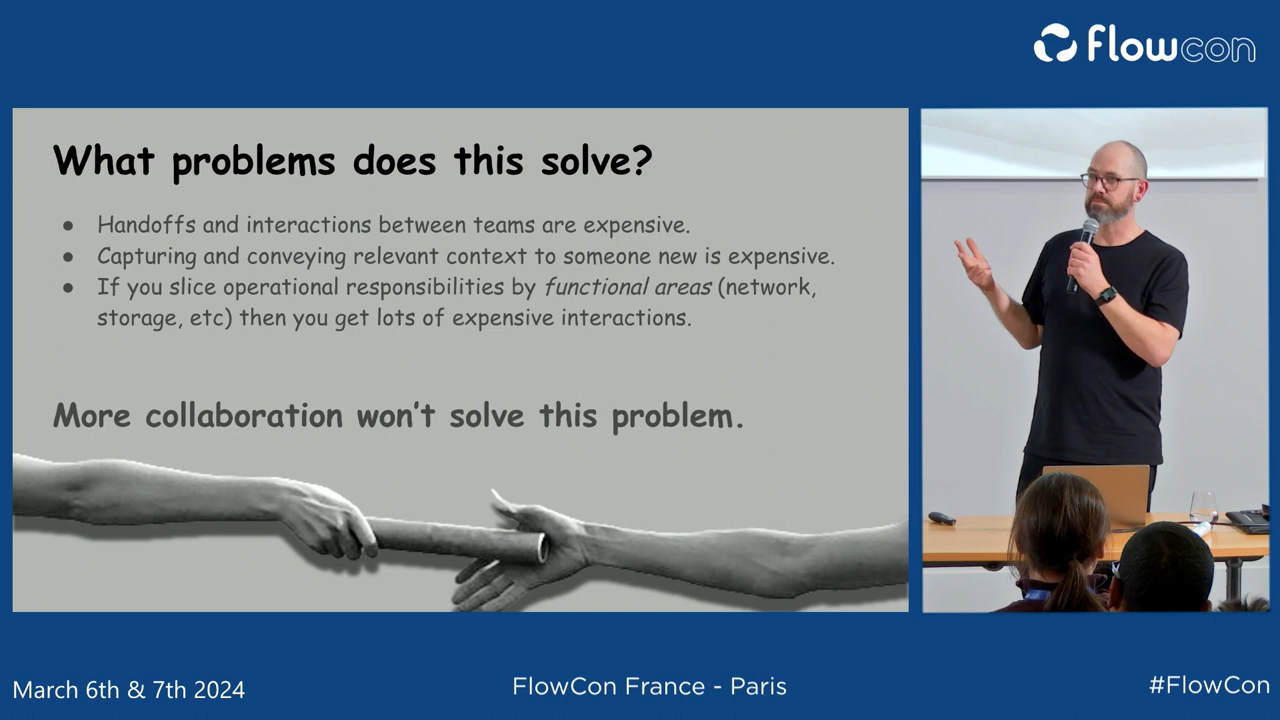 flowcon
What problems does this solve?
● Handoffs and interactions between teams are expensive.
● Capturing and conveying relevant context to someone new is expensive.
● If you slice operational responsibilities by functional areas (network,
storage, etc) then you get lots of expensive interactions.
More collaboration won't solve this problem.
March 6th & 7th 2024
FlowCon France - Paris
#FlowCon